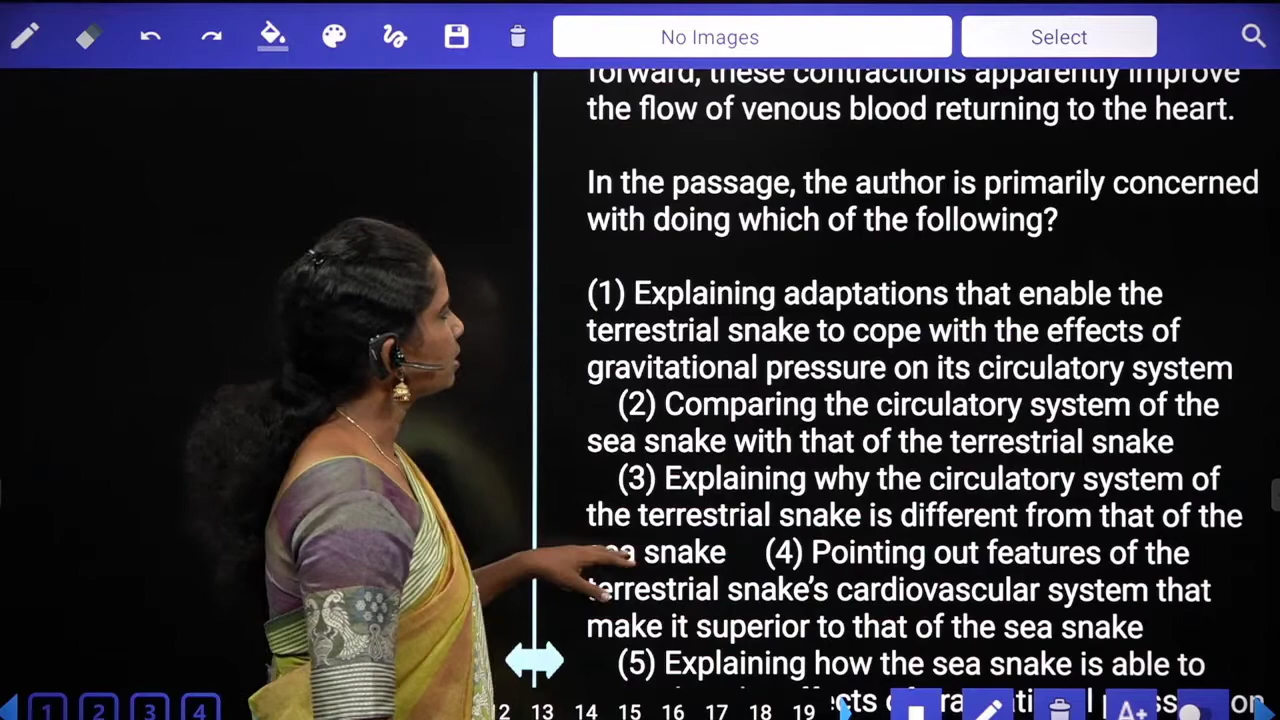 No Images
Select
forward, these contractions apparently improve
the flow of venous blood returning to the heart.
In the passage, the author is primarily concerned
with doing which of the following?
(1) Explaining adaptations that enable the
terrestrial snake to cope with the effects of
gravitational pressure on its circulatory system
(2) Comparing the circulatory system of the
sea snake with that of the terrestrial snake
(3) Explaining why the circulatory system of
the terrestrial snake is different from that of the
sea snake (4) Pointing out features of the
terrestrial snake's cardiovascular system that
make it superior to that of the sea snake
(5) Explaining how the sea snake is able to
1 2 3 4 12 13 14 15 16 17 18 19 A+